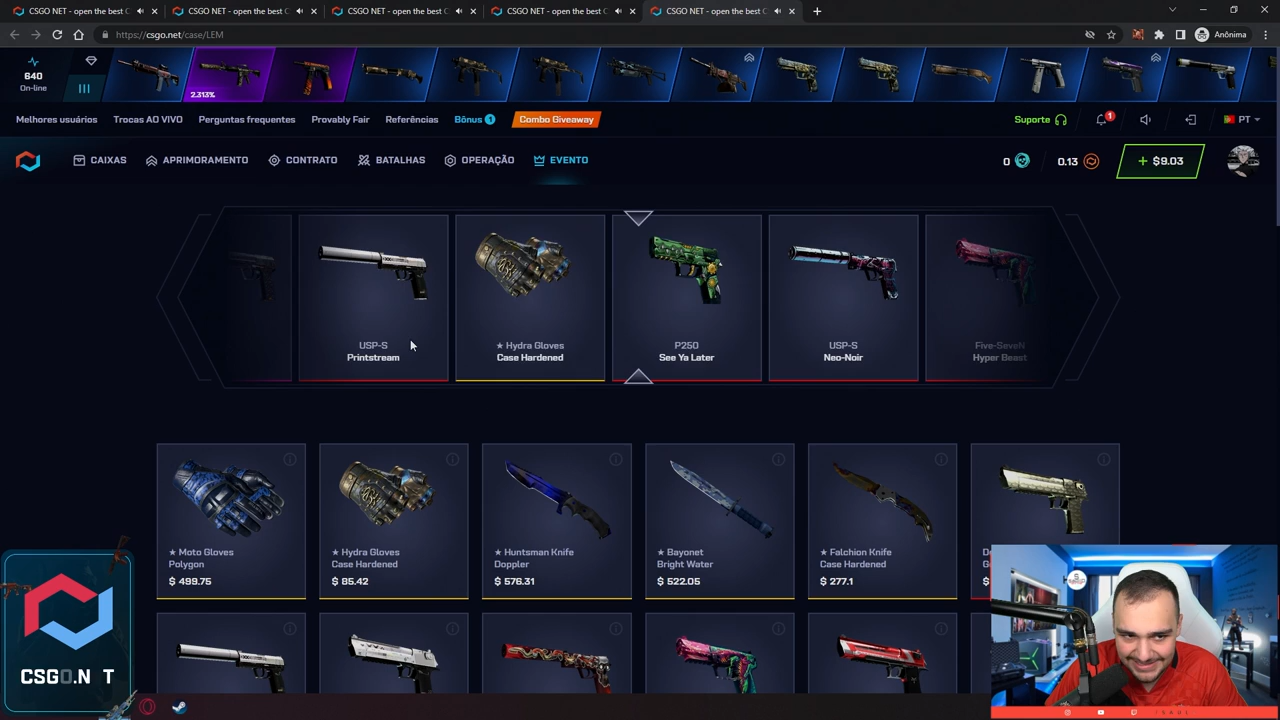 CSGO NET - open the best C
CSGO NET - open the best C
CSGO NET - open the best C
CSGO NET - open the best C
CSGO NET - open the best C
https://csgo.net/case/LEM
Anônima
640
On-line
2.313%
Melhores usuários
Trocas AO VIVO
Perguntas frequentes
Provably Fair
Referências
Bônus 1
Combo Giveaway
Suporte
1
PT
CAIXAS
APRIMORAMENTO
CONTRATO
BATALHAS
OPERAÇÃO
EVENTO
0
0.13
+ $9.03
USP-S
Printstream
★ Hydra Gloves
Case Hardened
P250
See Ya Later
USP-S
Neo-Noir
Five-SeveN
Hyper Beast
★ Moto Gloves
Polygon
$ 499.75
★ Hydra Gloves
Case Hardened
$ 85.42
★ Huntsman Knife
Doppler
$ 576.31
★ Bayonet
Bright Water
$ 522.05
★ Falchion Knife
Case Hardened
$ 277.1
CSGO.N T